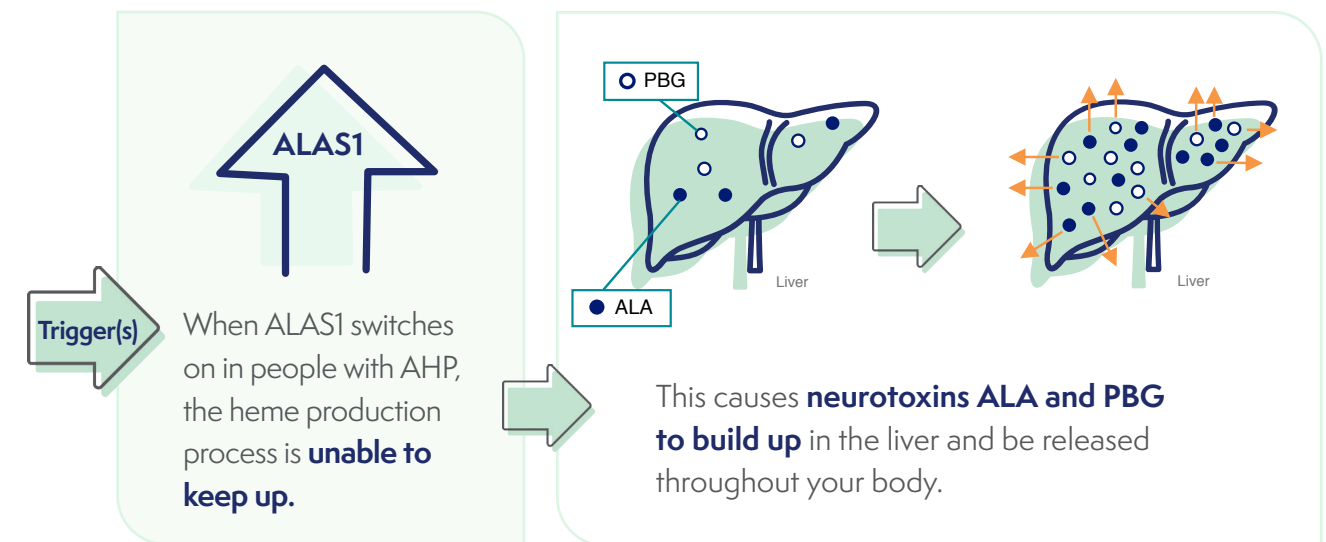 Trigger(s)
ALAS1
When ALAS1 switches
on in people with AHP,
the heme production
process is unable to
keep up.
PBG
ALA
Liver
Liver
This causes neurotoxins ALA and PBG
to build up in the liver and be released
throughout your body.